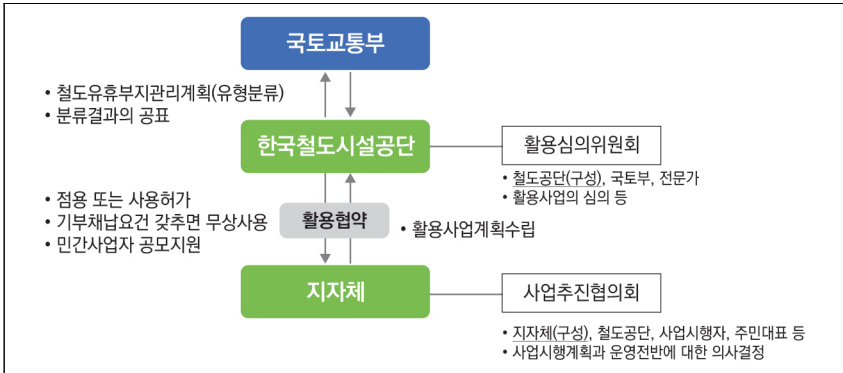 국토교통부
• 철도유휴부지관리계획(유형분류)
• 분류결과의 공표
한국철도시설공단
활용심의위원회
• 철도공단(구성), 국토부, 전문가
• 활용사업의 심의 등
• 점용 또는 사용허가
• 기부채납요건 갖추면 무상사용
• 민간사업자 공모지원
활용협약
• 활용사업계획수립
지자체
사업추진협의회
• 지자체(구성), 철도공단, 사업시행자, 주민대표 등
• 사업시행계획과 운영전반에 대한 의사결정